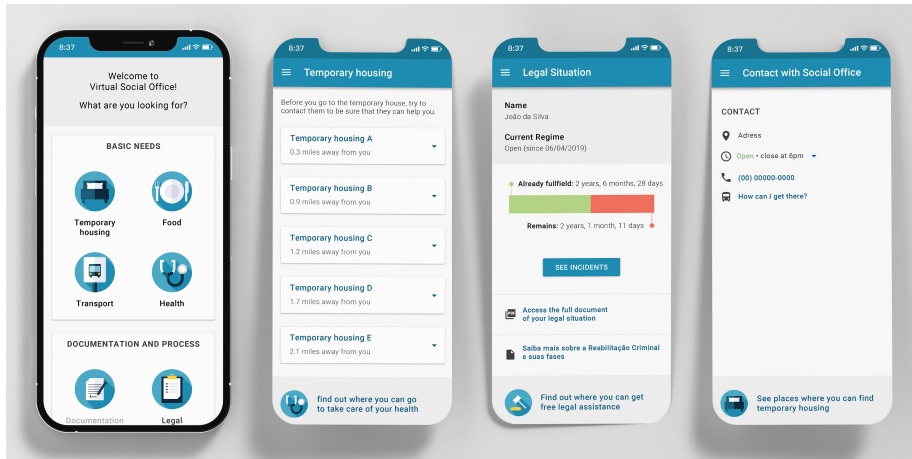 8:37
Welcome to
Virtual Social Office!
What are you looking for?
BASIC NEEDS
Temporary
housing
Food
Transport
Health
DOCUMENTATION AND PROCESS
Documentation
Legal
8:37
Temporary housing
Before you go to the temporary house, try to
contact them to be sure that they can help you.
Temporary housing A
0.3 miles away from you
Temporary housing B
0.9 miles away from you
Temporary housing C
1.2 miles away from you
Temporary housing D
1.7 miles away from you
Temporary housing E
2.1 miles away from you
find out where you can go
to take care of your health
8:37
Legal Situation
Name
João da Silva
Current Regime
Open (since 06/04/2019)
Already fullfield: 2 years, 6 months, 28 days
Remains: 2 years, 1 month, 11 days
SEE INCIDENTS
PDF
Access the full document
of your legal situation
Saiba mais sobre a Reabilitação Criminal
e suas fases
Find out where you can get
free legal assistance
8:37
Contact with Social Office
CONTACT
Adress
Open • close at 6pm
(00) 00000-0000
How can I get there?
See places where you can find
temporary housing